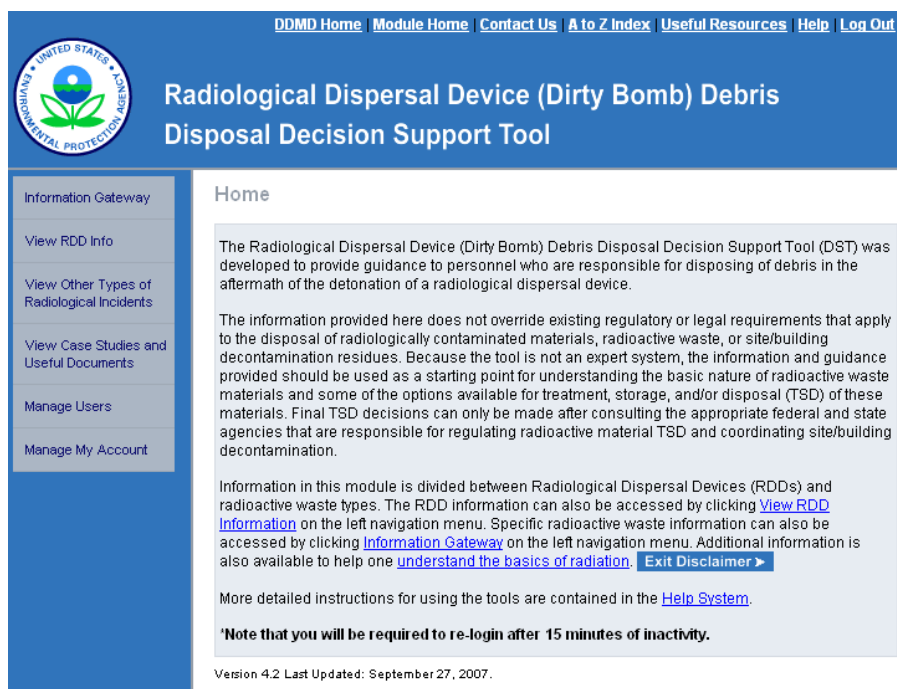 DDMD Home | Module Home | Contact Us | A to Z Index | Useful Resources | Help | Log Out
UNITED STATES
ENVIRONMENTAL PROTECTION AGENCY
Radiological Dispersal Device (Dirty Bomb) Debris
Disposal Decision Support Tool
Information Gateway
View RDD Info
View Other Types of
Radiological Incidents
View Case Studies and
Useful Documents
Manage Users
Manage My Account
Home
The Radiological Dispersal Device (Dirty Bomb) Debris Disposal Decision Support Tool (DST) was
developed to provide guidance to personnel who are responsible for disposing of debris in the
aftermath of the detonation of a radiological dispersal device.
The information provided here does not override existing regulatory or legal requirements that apply
to the disposal of radiologically contaminated materials, radioactive waste, or site/building
decontamination residues. Because the tool is not an expert system, the information and guidance
provided should be used as a starting point for understanding the basic nature of radioactive waste
materials and some of the options available for treatment, storage, and/or disposal (TSD) of these
materials. Final TSD decisions can only be made after consulting the appropriate federal and state
agencies that are responsible for regulating radioactive material TSD and coordinating site/building
decontamination.
Information in this module is divided between Radiological Dispersal Devices (RDDs) and
radioactive waste types. The RDD information can also be accessed by clicking View RDD
Information on the left navigation menu. Specific radioactive waste information can also be
accessed by clicking Information Gateway on the left navigation menu. Additional information is
also available to help one understand the basics of radiation. Exit Disclaimer ➤
More detailed instructions for using the tools are contained in the Help System.
*Note that you will be required to re-login after 15 minutes of inactivity.
Version 4.2 Last Updated: September 27, 2007.